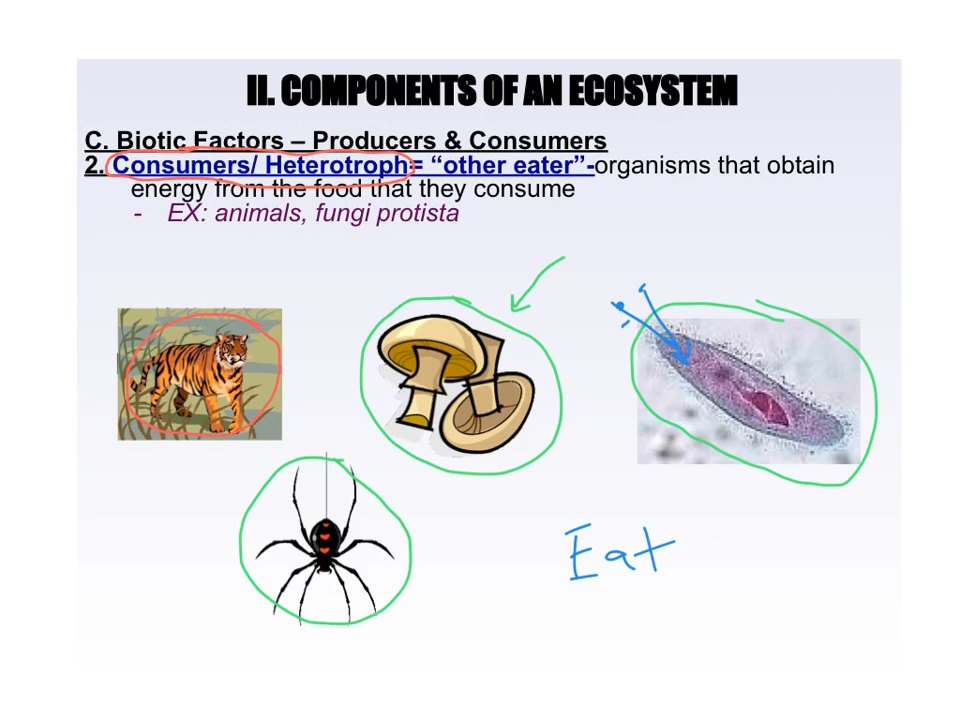 II. COMPONENTS OF AN ECOSYSTEM
C. Biotic Factors – Producers & Consumers
2. Consumers/ Heterotroph= “other eater”-organisms that obtain
energy from the food that they consume
- EX: animals, fungi protista
Eat